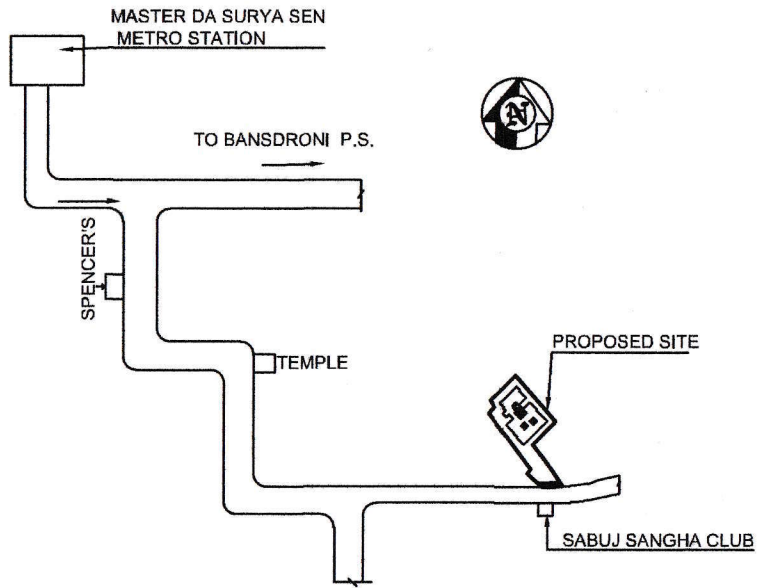 MASTER DA SURYA SEN
METRO STATION
N
TO BANSDRONI P.S.
SPENCER'S
TEMPLE
PROPOSED SITE
SABUJ SANGHA CLUB